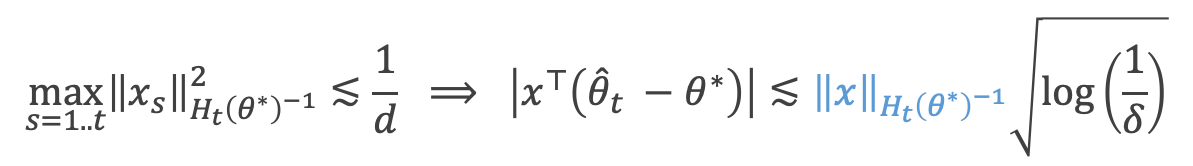 max_{s=1..t} ‖x_s‖²_{H_t(θ*)⁻¹} ≲ 1/d ⟹ |x^⊤(θ̂_t − θ*)| ≲ ‖x‖_{H_t(θ*)⁻¹} √(log(1/δ))